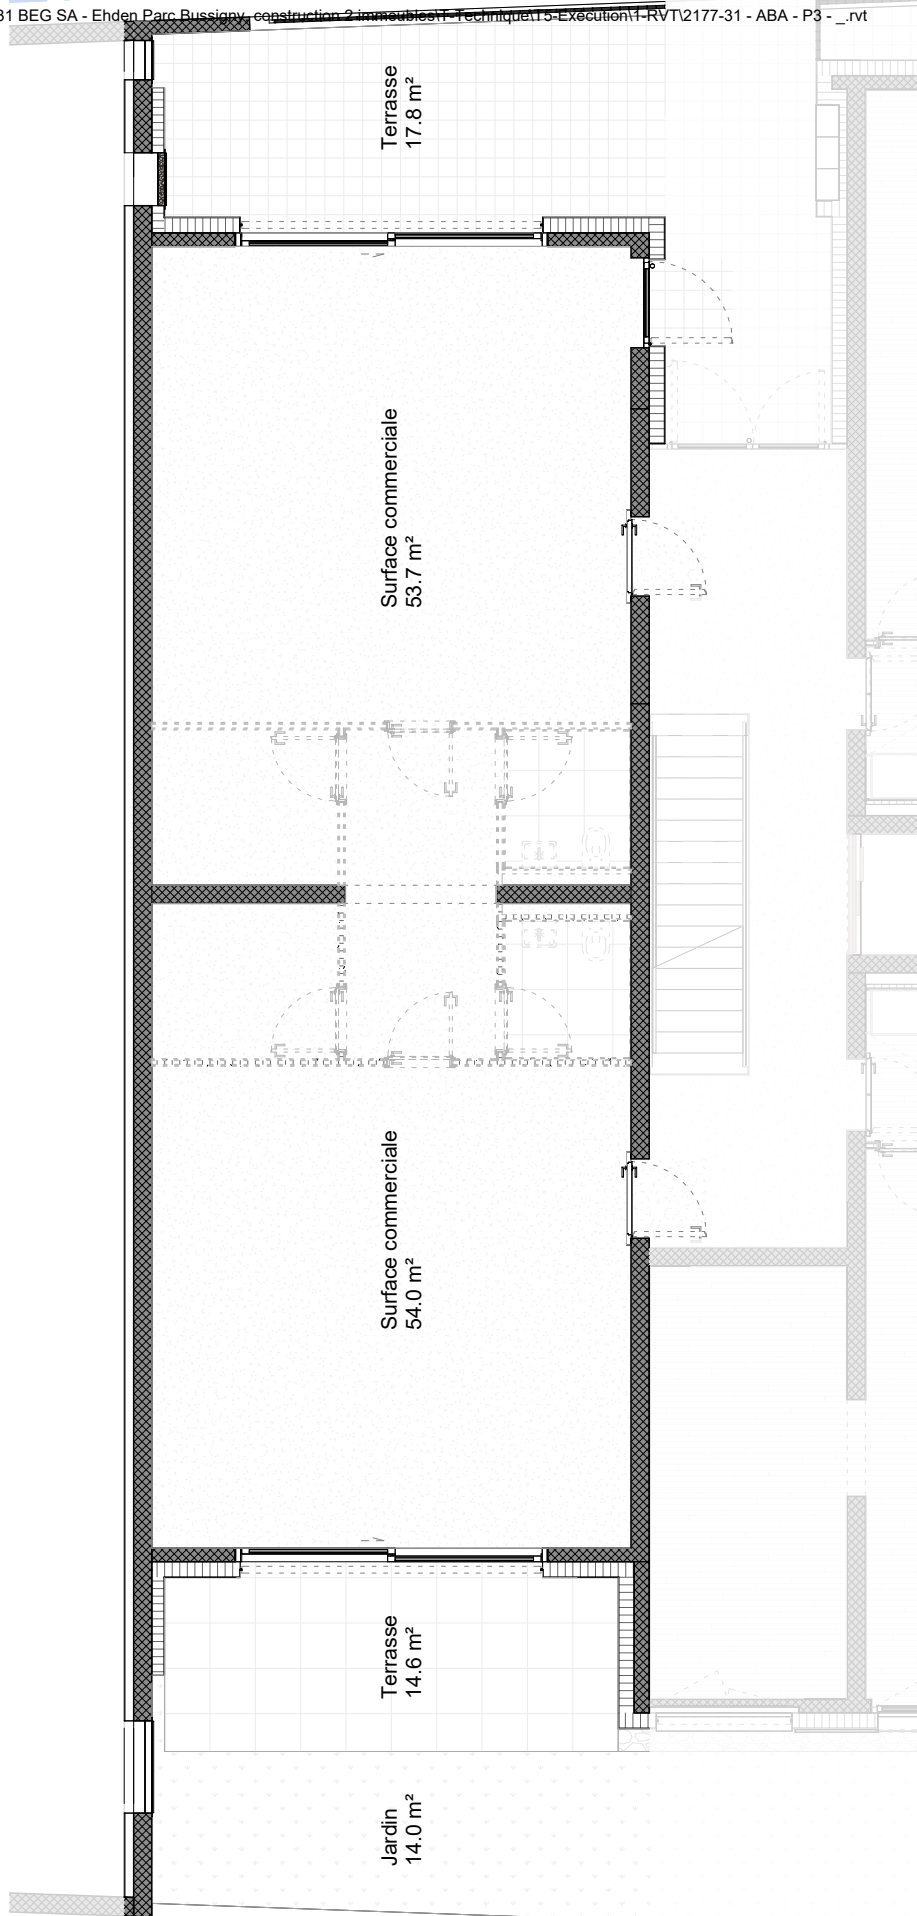 31 BEG SA - Ehden Parc Bussigny, construction 2 immeubles\T-Technique\T5-Exécution\1-RVT\2177-31 - ABA - P3 - _.rvt
Terrasse
17.8 m²
Surface commerciale
53.7 m²
Surface commerciale
54.0 m²
Terrasse
14.6 m²
Jardin
14.0 m²